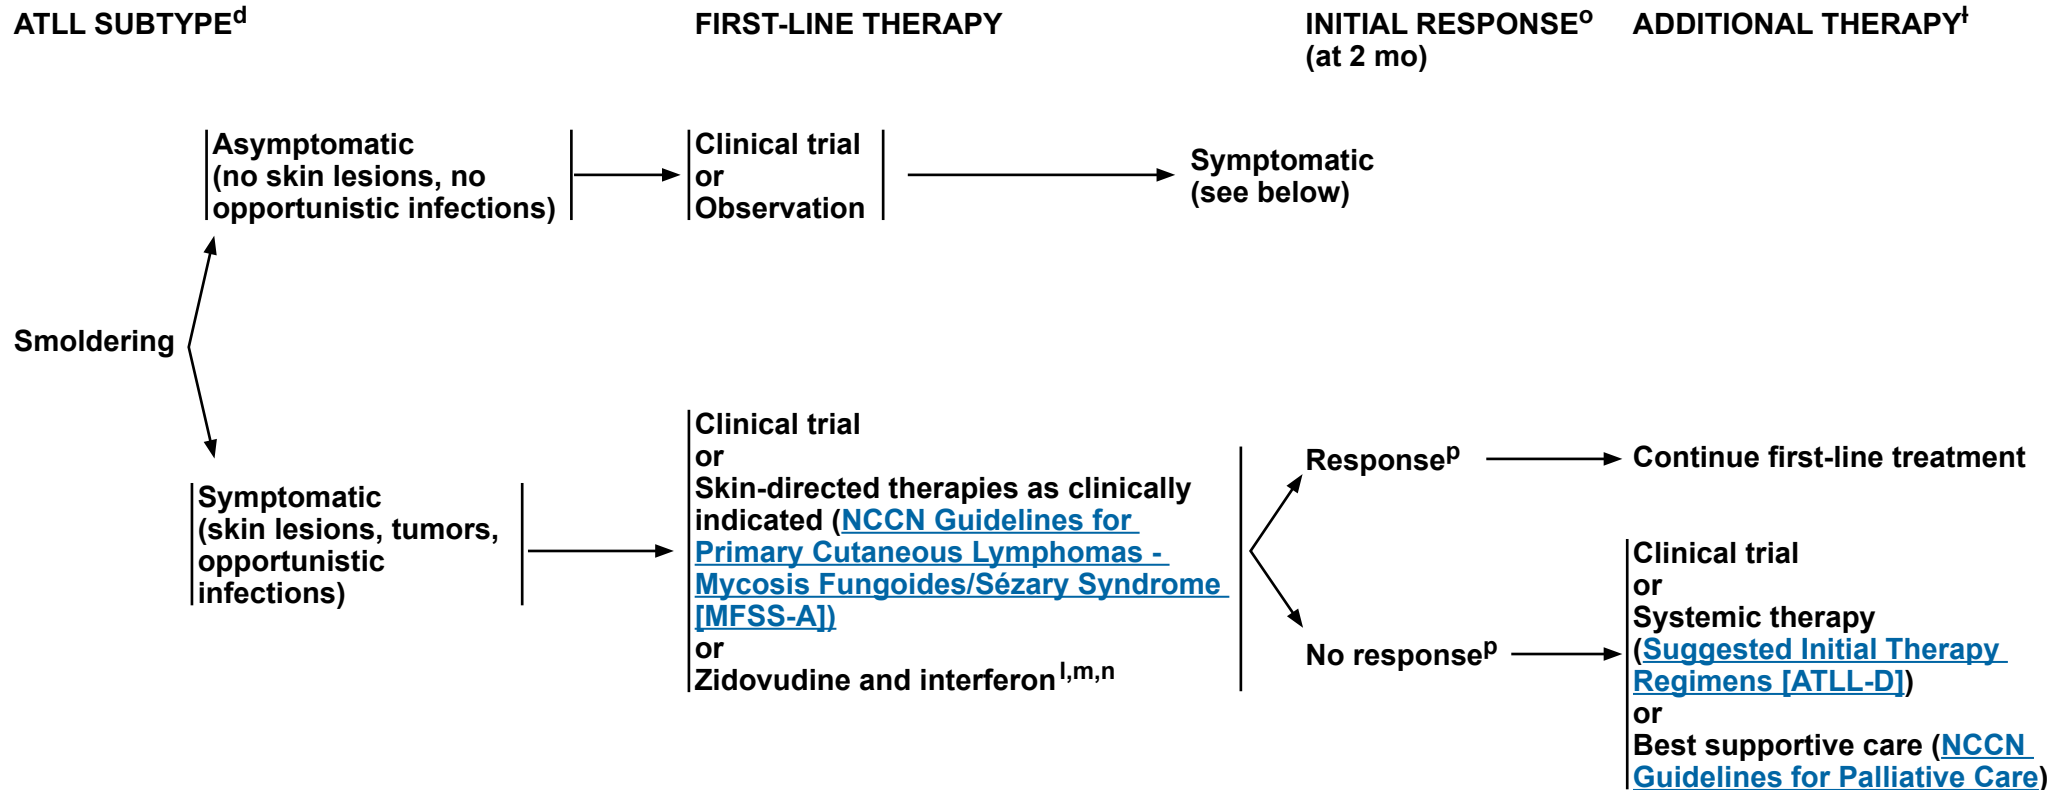 ATLL SUBTYPEᵈ
FIRST-LINE THERAPY
INITIAL RESPONSEᵒ
(at 2 mo)
ADDITIONAL THERAPYƚ
Asymptomatic
(no skin lesions, no
opportunistic infections)
Clinical trial
or
Observation
Symptomatic
(see below)
Smoldering
Symptomatic
(skin lesions, tumors,
opportunistic
infections)
Clinical trial
or
Skin-directed therapies as clinically
indicated (NCCN Guidelines for
Primary Cutaneous Lymphomas -
Mycosis Fungoides/Sézary Syndrome
[MFSS-A])
or
Zidovudine and interferonˡ,ᵐ,ⁿ
Responseᵖ
Continue first-line treatment
No responseᵖ
Clinical trial
or
Systemic therapy
(Suggested Initial Therapy
Regimens [ATLL-D])
or
Best supportive care (NCCN
Guidelines for Palliative Care)